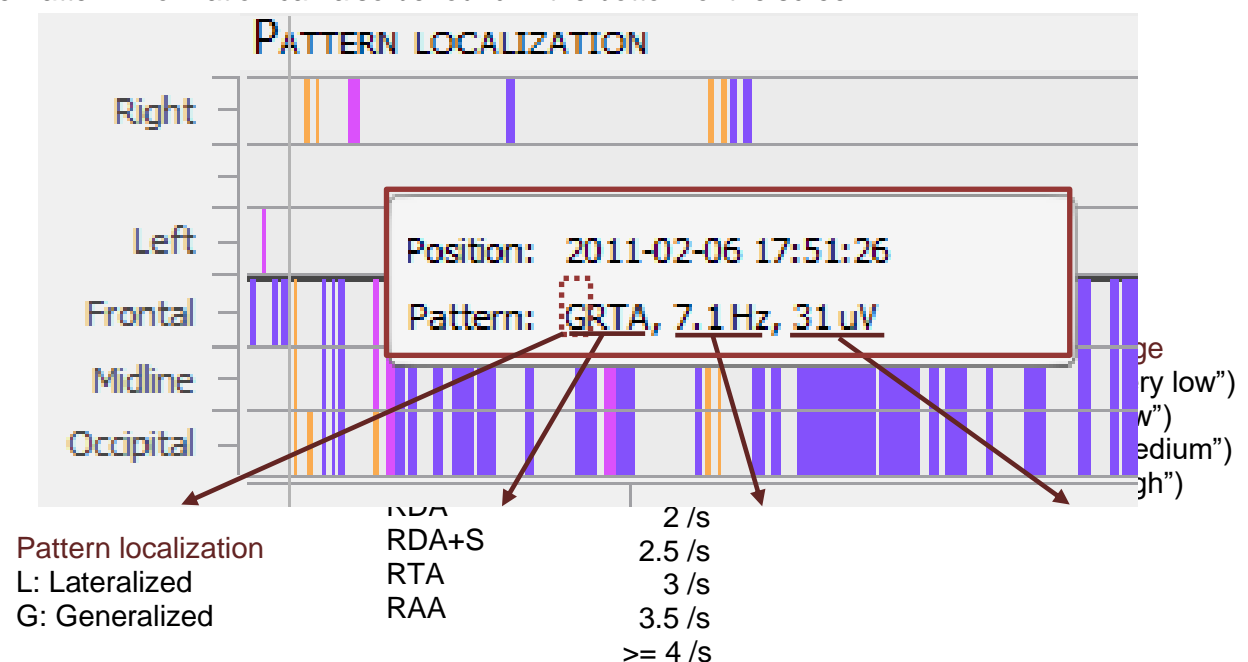 PATTERN LOCALIZATION
Right
Left
Position: 2011-02-06 17:51:26
Pattern: GRTA, 7.1 Hz, 31 uV
Frontal
Midline
Occipital
ry low”)
edium”)
Pattern localization
L: Lateralized
G: Generalized
RDA
RDA+S
RTA
RAA
2 /s
2.5 /s
3 /s
3.5 /s
>= 4 /s